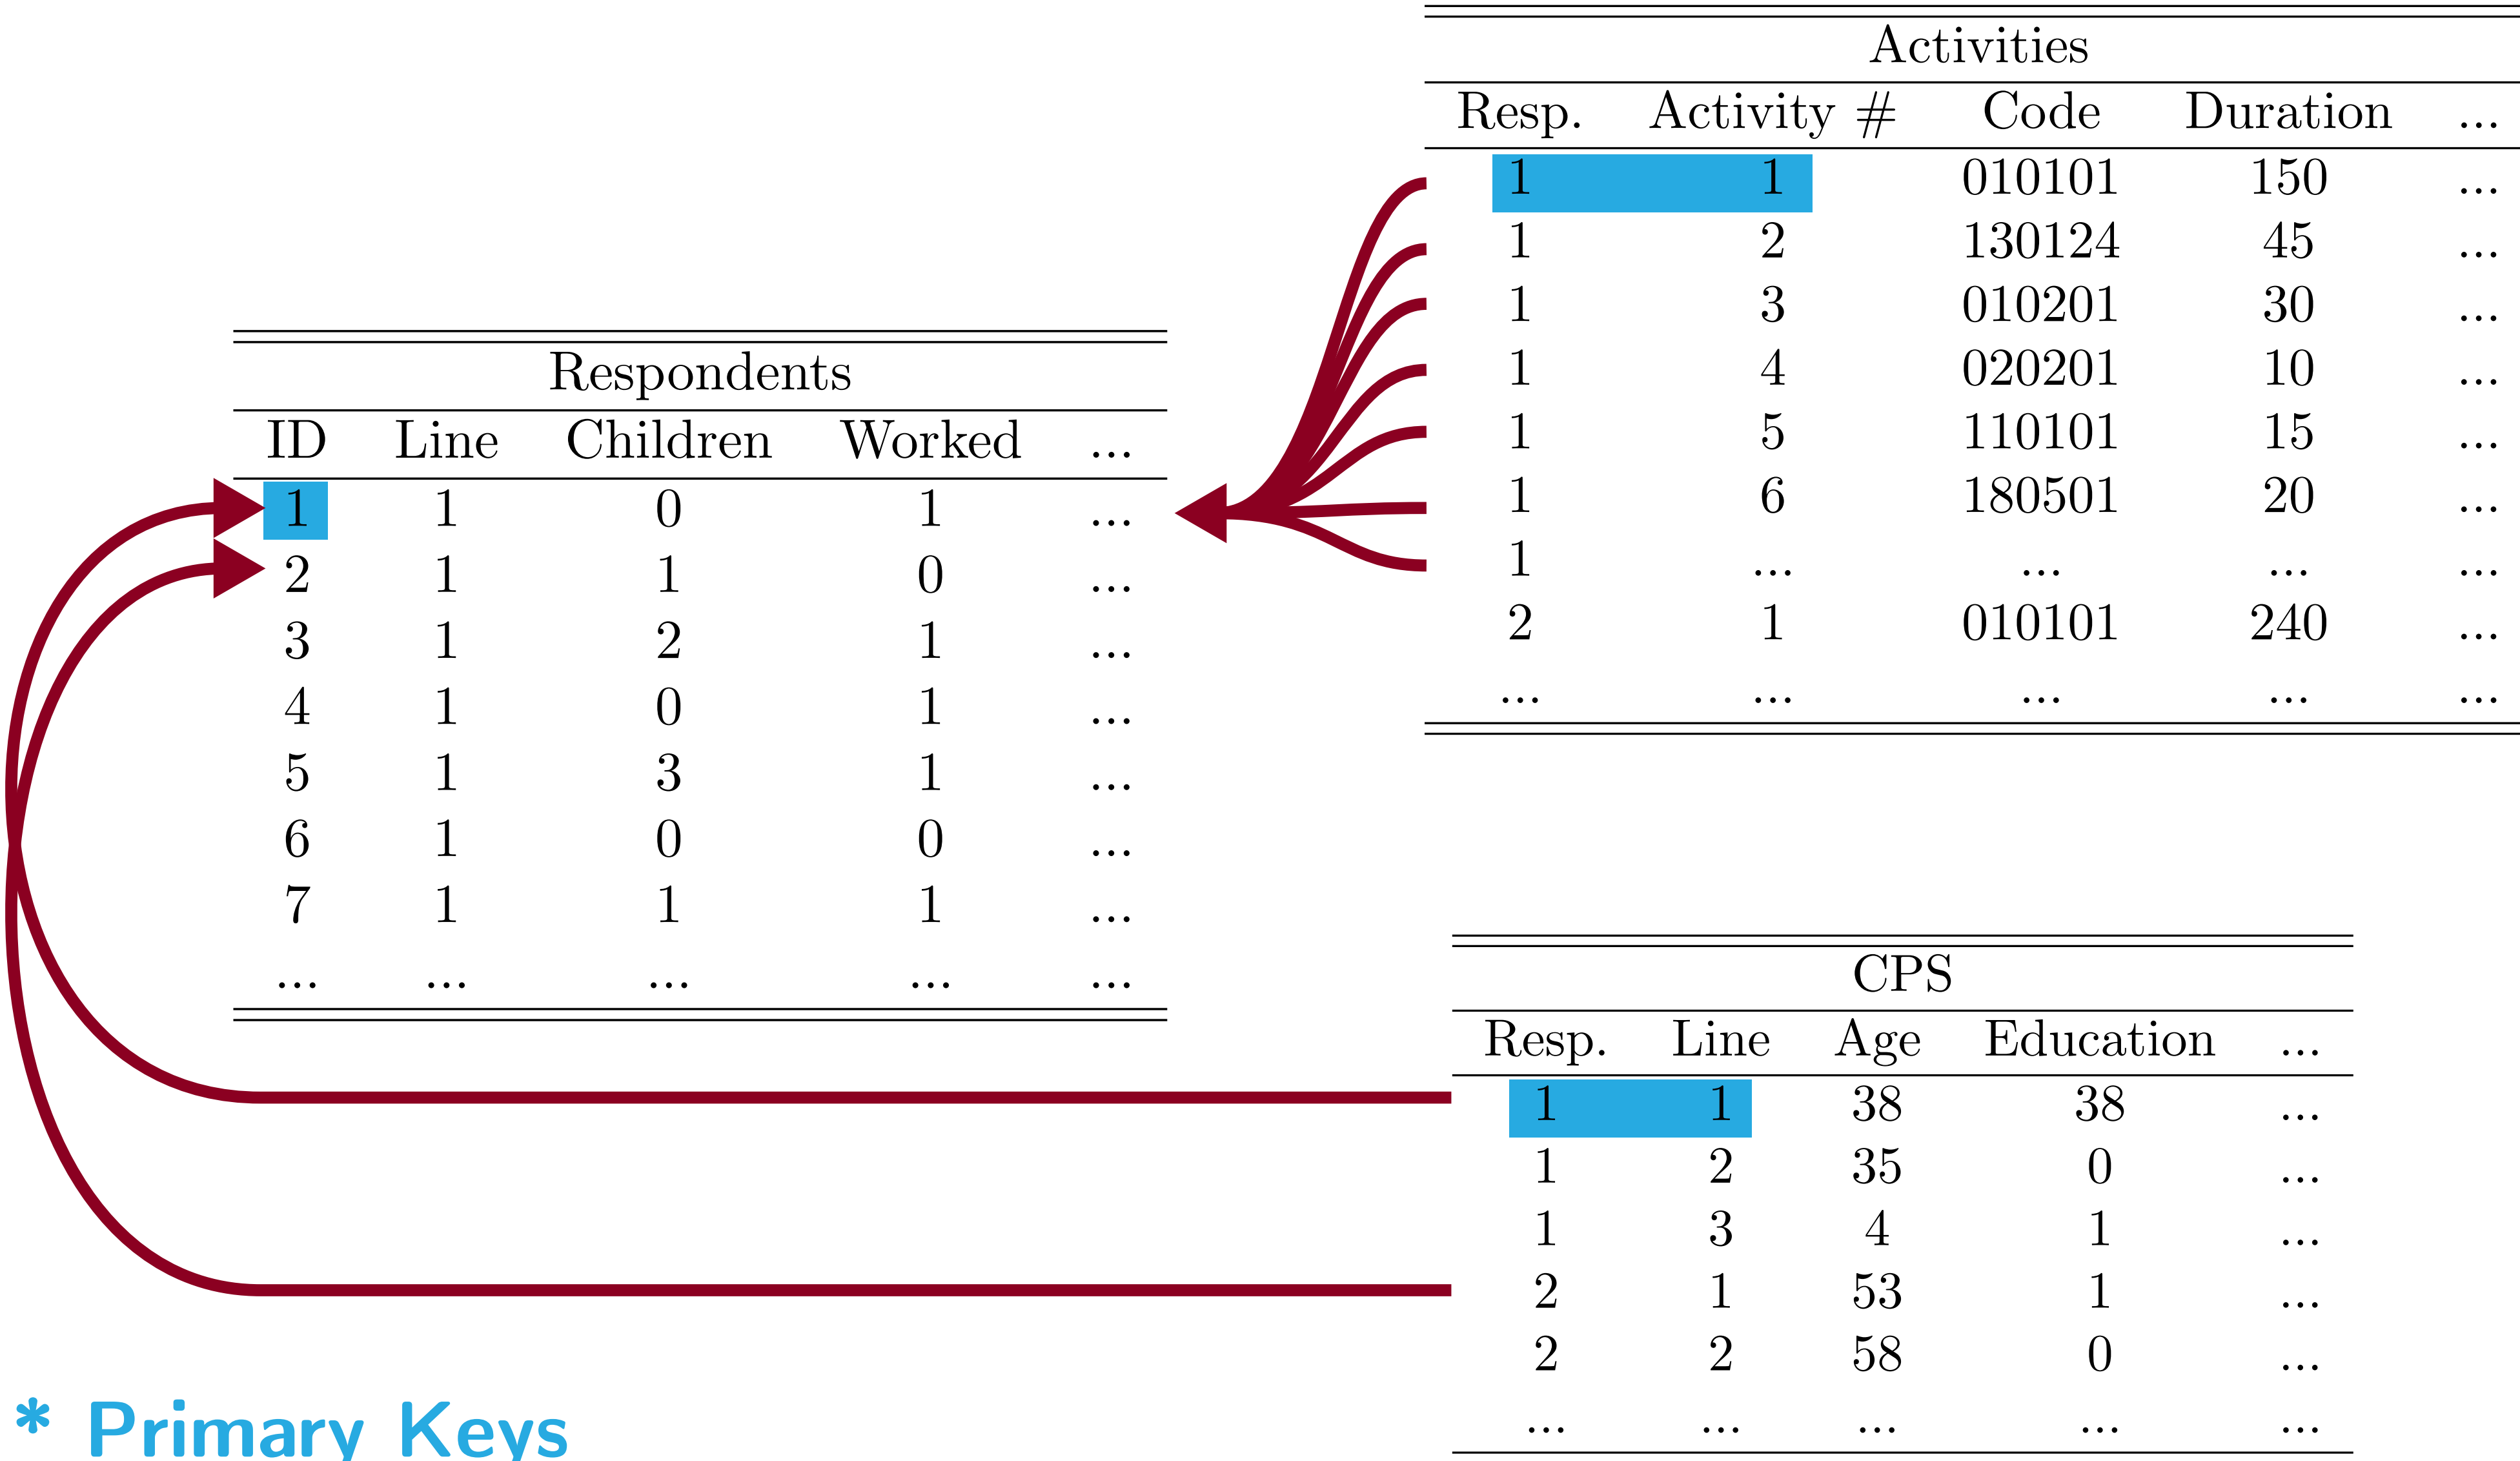 Activities
Resp. Activity # Code Duration ...
1 1 010101 150 ...
1 2 130124 45 ...
1 3 010201 30 ...
1 4 020201 10 ...
1 5 110101 15 ...
1 6 180501 20 ...
1 ... ... ... ...
2 1 010101 240 ...
... ... ... ... ...
Respondents
ID Line Children Worked ...
1 1 0 1 ...
2 1 1 0 ...
3 1 2 1 ...
4 1 0 1 ...
5 1 3 1 ...
6 1 0 0 ...
7 1 1 1 ...
... ... ... ... ...
CPS
Resp. Line Age Education ...
1 1 38 38 ...
1 2 35 0 ...
1 3 4 1 ...
2 1 53 1 ...
2 2 58 0 ...
... ... ... ... ...
* Primary Keys